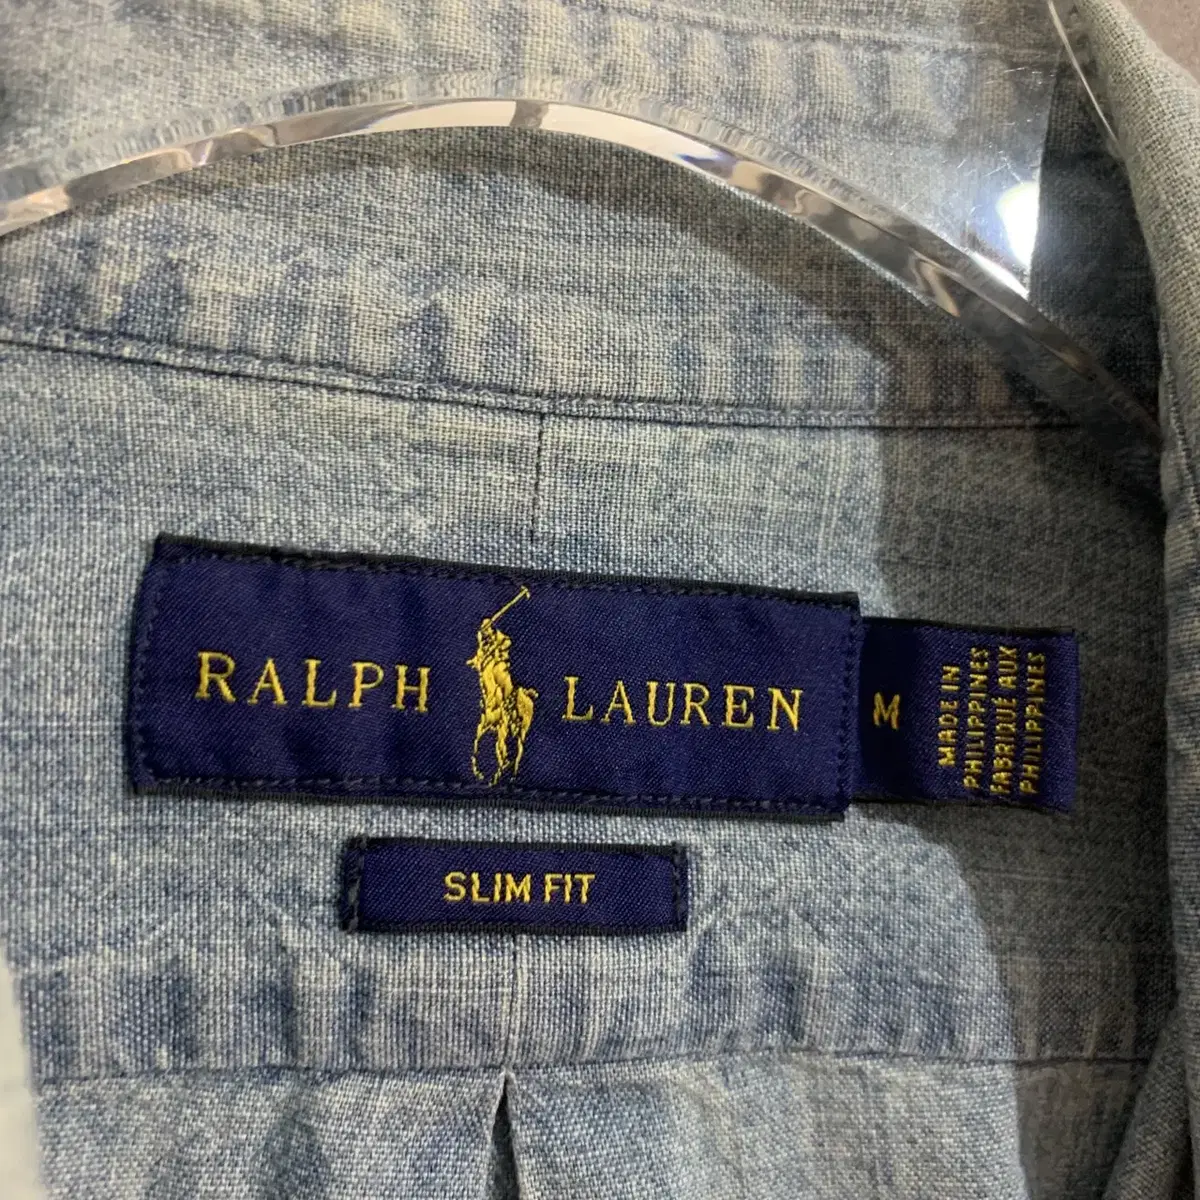 RALPH LAUREN
M
MADE IN
PHILIPPINES
FABRIQUÉ AUX
PHILIPPINES
SLIM FIT